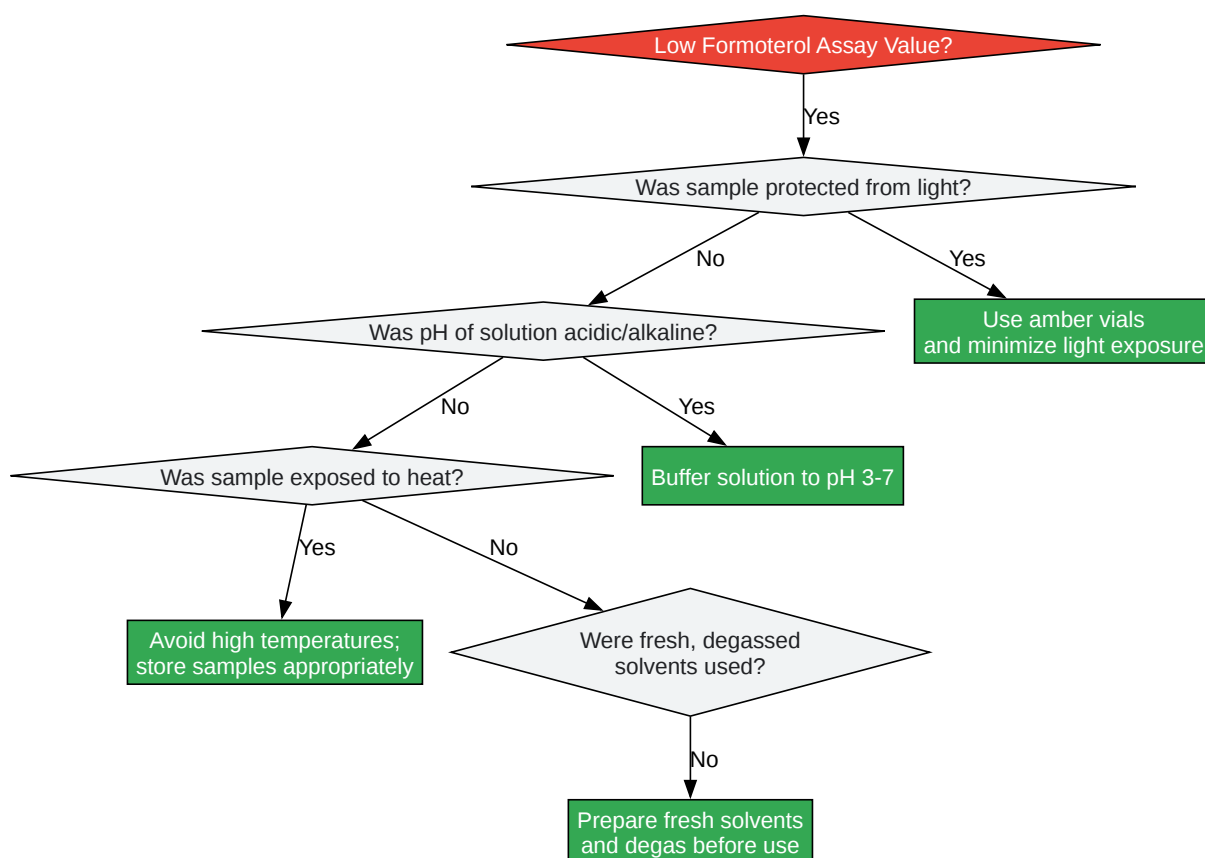 Low Formoterol Assay Value?
Yes
Was sample protected from light?
No
Yes
Was pH of solution acidic/alkaline?
Use amber vials
and minimize light exposure
No
Yes
Was sample exposed to heat?
Buffer solution to pH 3-7
Yes
No
Avoid high temperatures;
store samples appropriately
Were fresh, degassed
solvents used?
No
Prepare fresh solvents
and degas before use